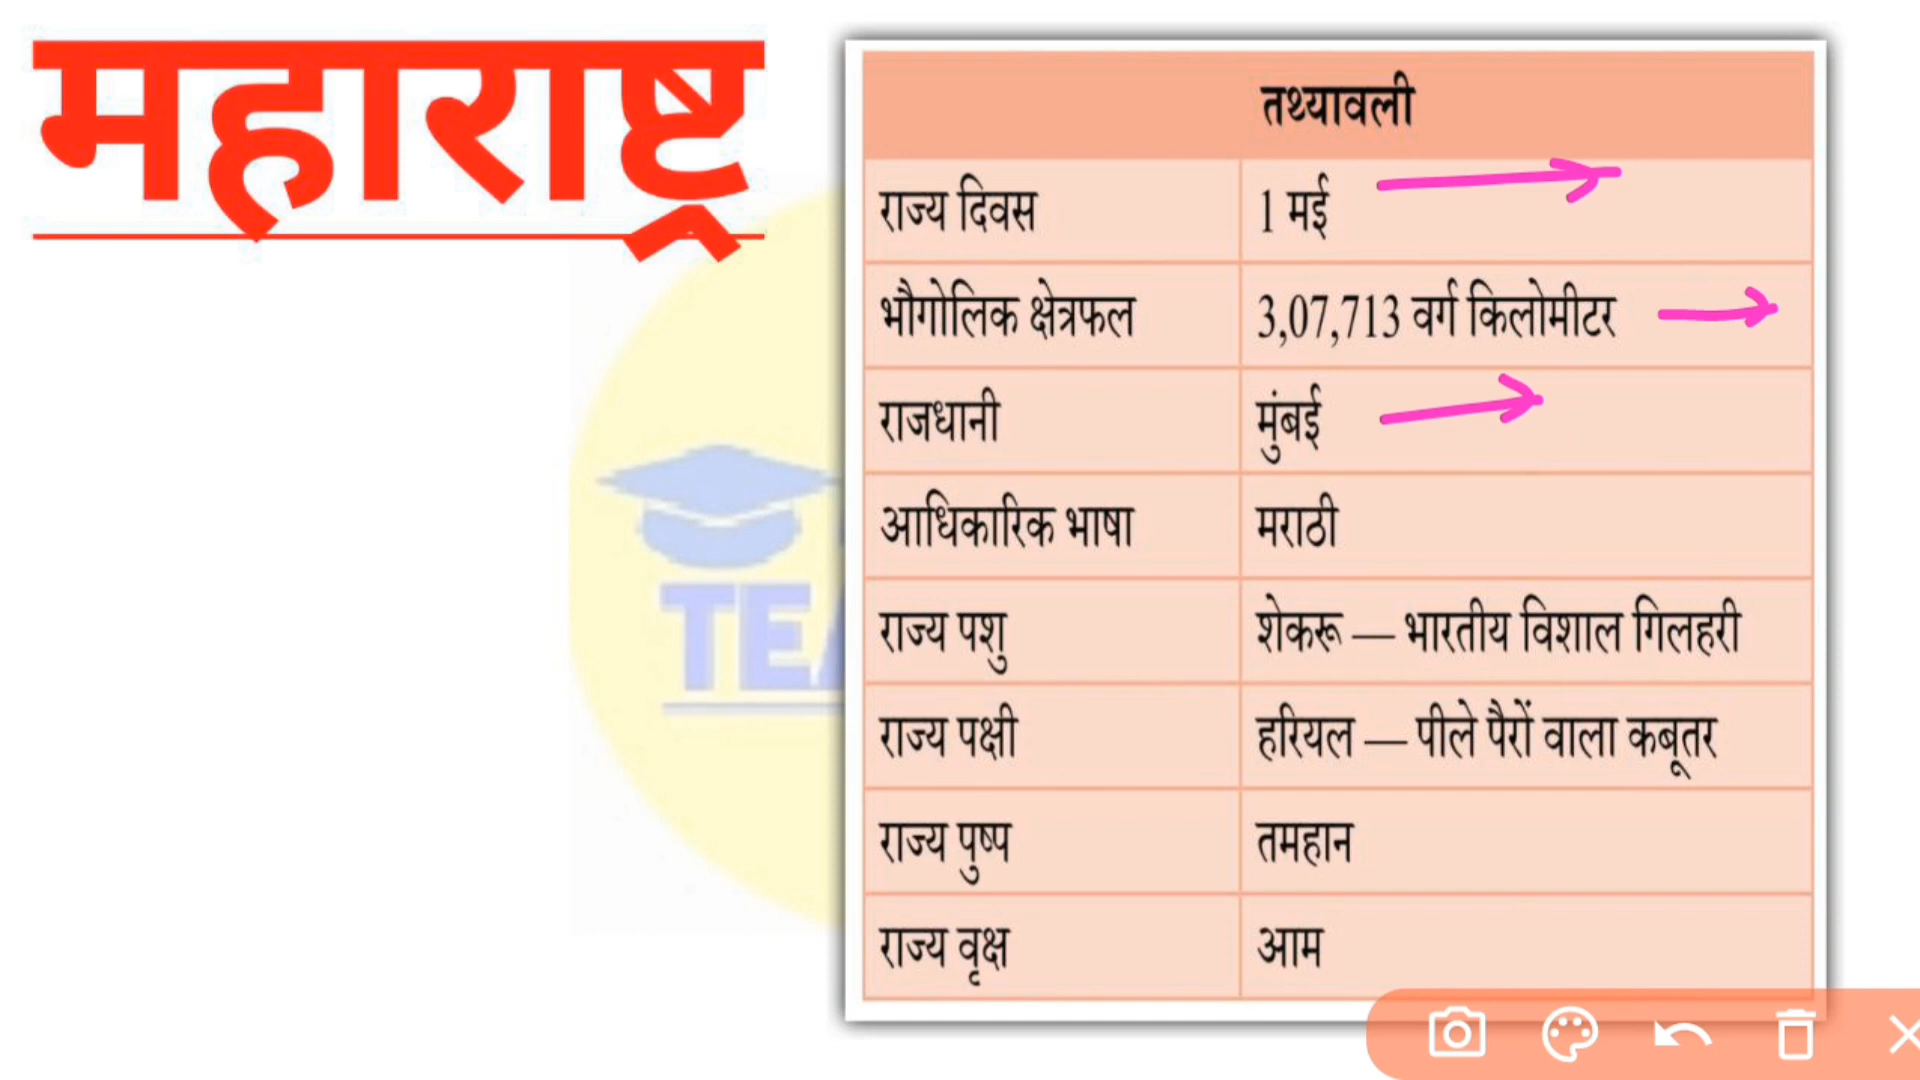 महाराष्ट्र
तथ्यावली
राज्य दिवस 1 मई
भौगोलिक क्षेत्रफल 3,07,713 वर्ग किलोमीटर
राजधानी मुंबई
आधिकारिक भाषा मराठी
राज्य पशु शेकरू — भारतीय विशाल गिलहरी
राज्य पक्षी हरियल — पीले पैरों वाला कबूतर
राज्य पुष्प तमहान
राज्य वृक्ष आम